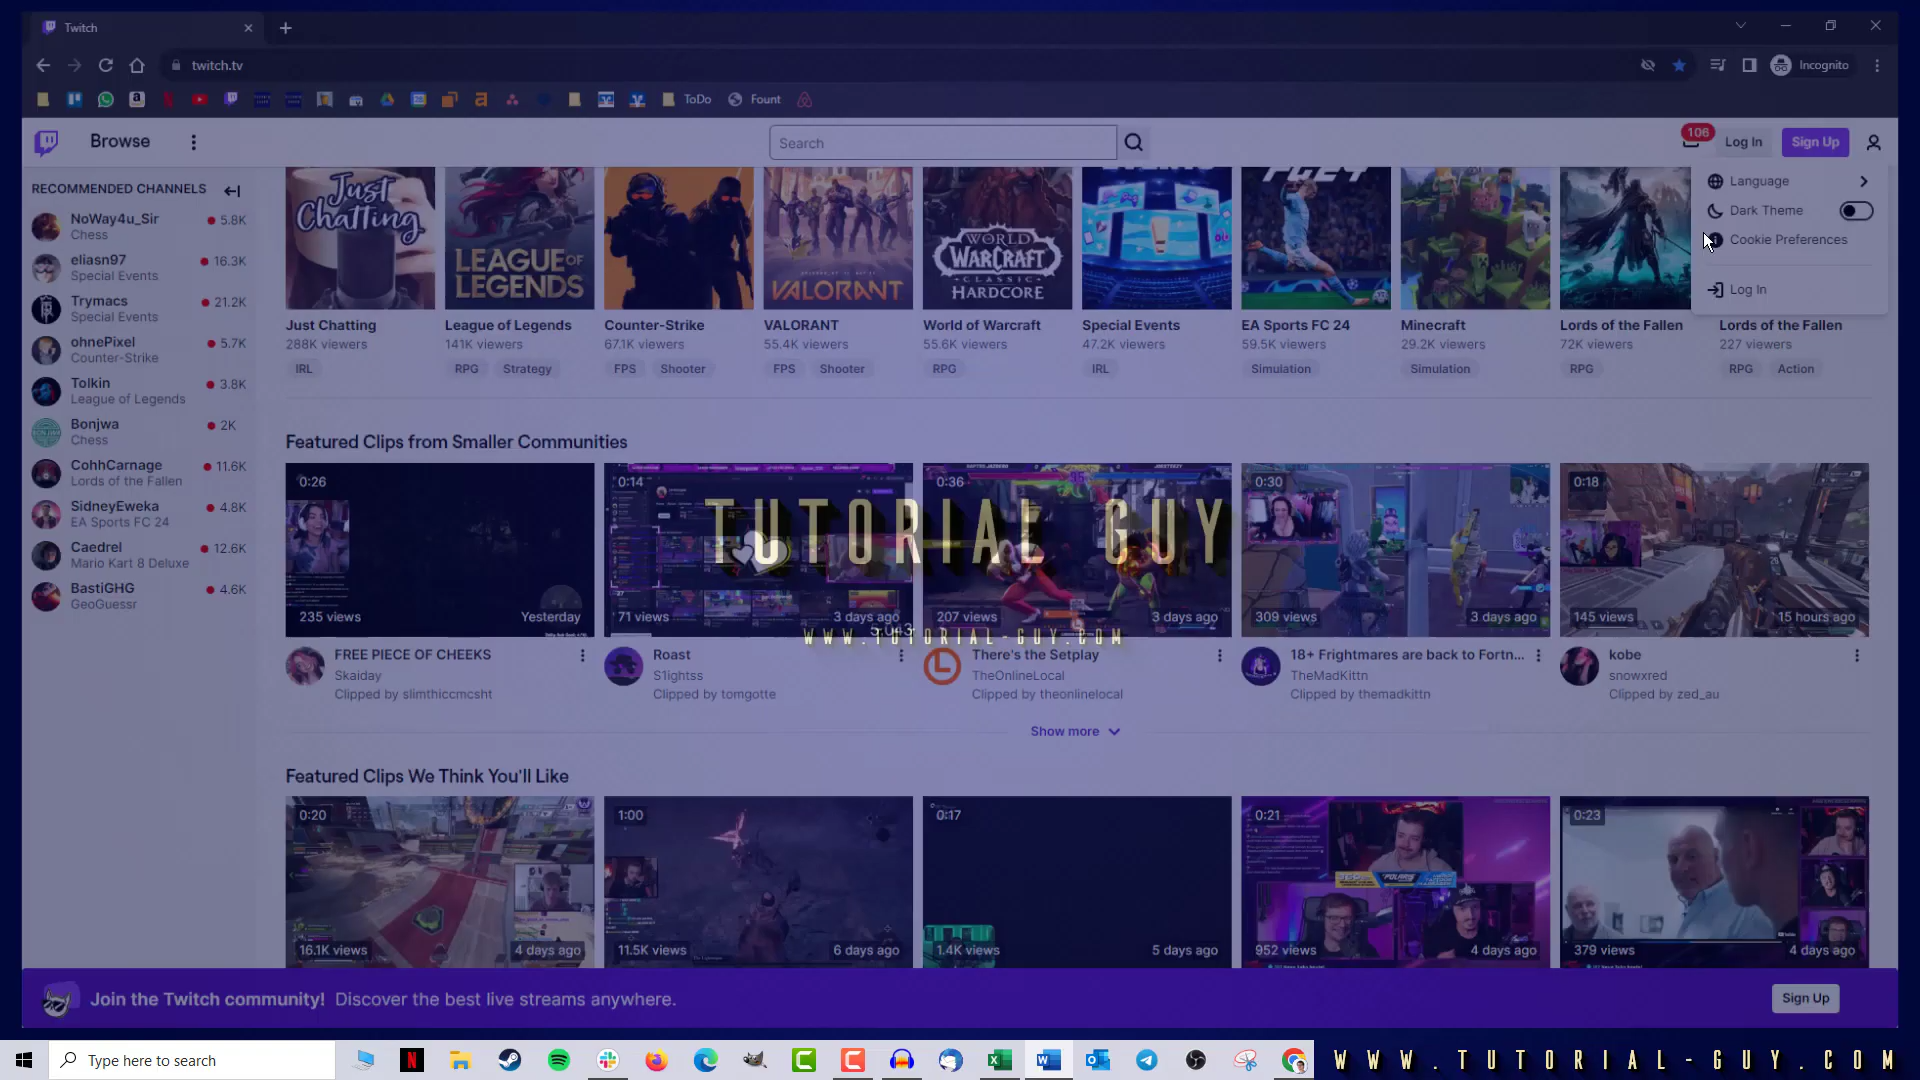 Twitch
twitch.tv
Incognito
ToDo
Fount
Browse
Search
106
Log In
Sign Up
RECOMMENDED CHANNELS
NoWay4u_Sir
Chess
5.8K
eliasn97
Special Events
16.3K
Trymacs
Special Events
21.2K
ohnePixel
Counter-Strike
5.7K
Tolkin
League of Legends
3.8K
Bonjwa
Chess
2K
CohhCarnage
Lords of the Fallen
11.6K
SidneyEweka
EA Sports FC 24
4.8K
Caedrel
Mario Kart 8 Deluxe
12.6K
BastiGHG
GeoGuessr
4.6K
Language
Dark Theme
Cookie Preferences
Log In
Just Chatting
LEAGUE OF LEGENDS
VALORANT
WORLD WARCRAFT CLASSIC HARDCORE
Just Chatting
288K viewers
IRL
League of Legends
141K viewers
RPG Strategy
Counter-Strike
67.1K viewers
FPS Shooter
VALORANT
55.4K viewers
FPS Shooter
World of Warcraft
55.6K viewers
RPG
Special Events
47.2K viewers
IRL
EA Sports FC 24
59.5K viewers
Simulation
Minecraft
29.2K viewers
Simulation
Lords of the Fallen
72K viewers
RPG
Lords of the Fallen
227 viewers
RPG Action
Featured Clips from Smaller Communities
0:26
235 views
Yesterday
FREE PIECE OF CHEEKS
Skaiday
Clipped by slimthiccmcsht
0:14
71 views
3 days ago
Roast
S1ightss
Clipped by tomgotte
0:36
207 views
3 days ago
There's the Setplay
TheOnlineLocal
Clipped by theonlinelocal
0:30
309 views
3 days ago
18+ Frightmares are back to Fortn...
TheMadKittn
Clipped by themadkittn
0:18
145 views
15 hours ago
kobe
snowxred
Clipped by zed_au
TUTORIAL GUY
WWW.TUTORIAL-GUY.COM
Show more
Featured Clips We Think You'll Like
0:20
16.1K views
4 days ago
1:00
11.5K views
6 days ago
0:17
1.4K views
5 days ago
0:21
952 views
4 days ago
0:23
379 views
4 days ago
Join the Twitch community! Discover the best live streams anywhere.
Sign Up
Type here to search
WWW.TUTORIAL-GUY.COM